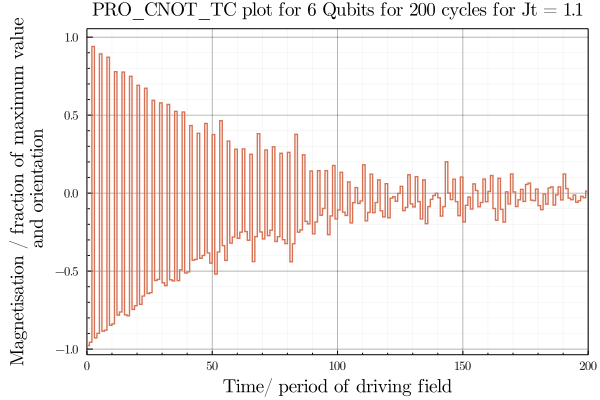 PRO_CNOT_TC plot for 6 Qubits for 200 cycles for Jt = 1.1
Magnetisation / fraction of maximum value
and orientation
1.0
0.5
0.0
−0.5
−1.0
0 50 100 150 200
Time/ period of driving field